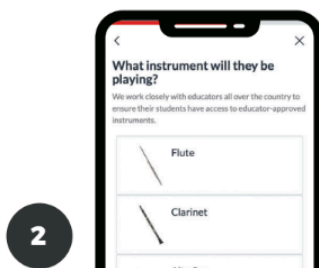 What instrument will they be
playing?
We work closely with educators all over the country to
ensure their students have access to educator-approved
instruments.
Flute
Clarinet
2